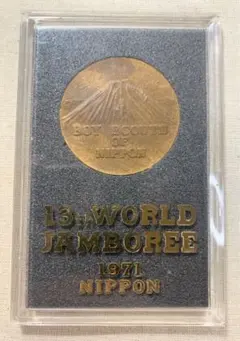 BOY SCOUTS
OF
NIPPON
13th WORLD
JAMBOREE
1971
NIPPON